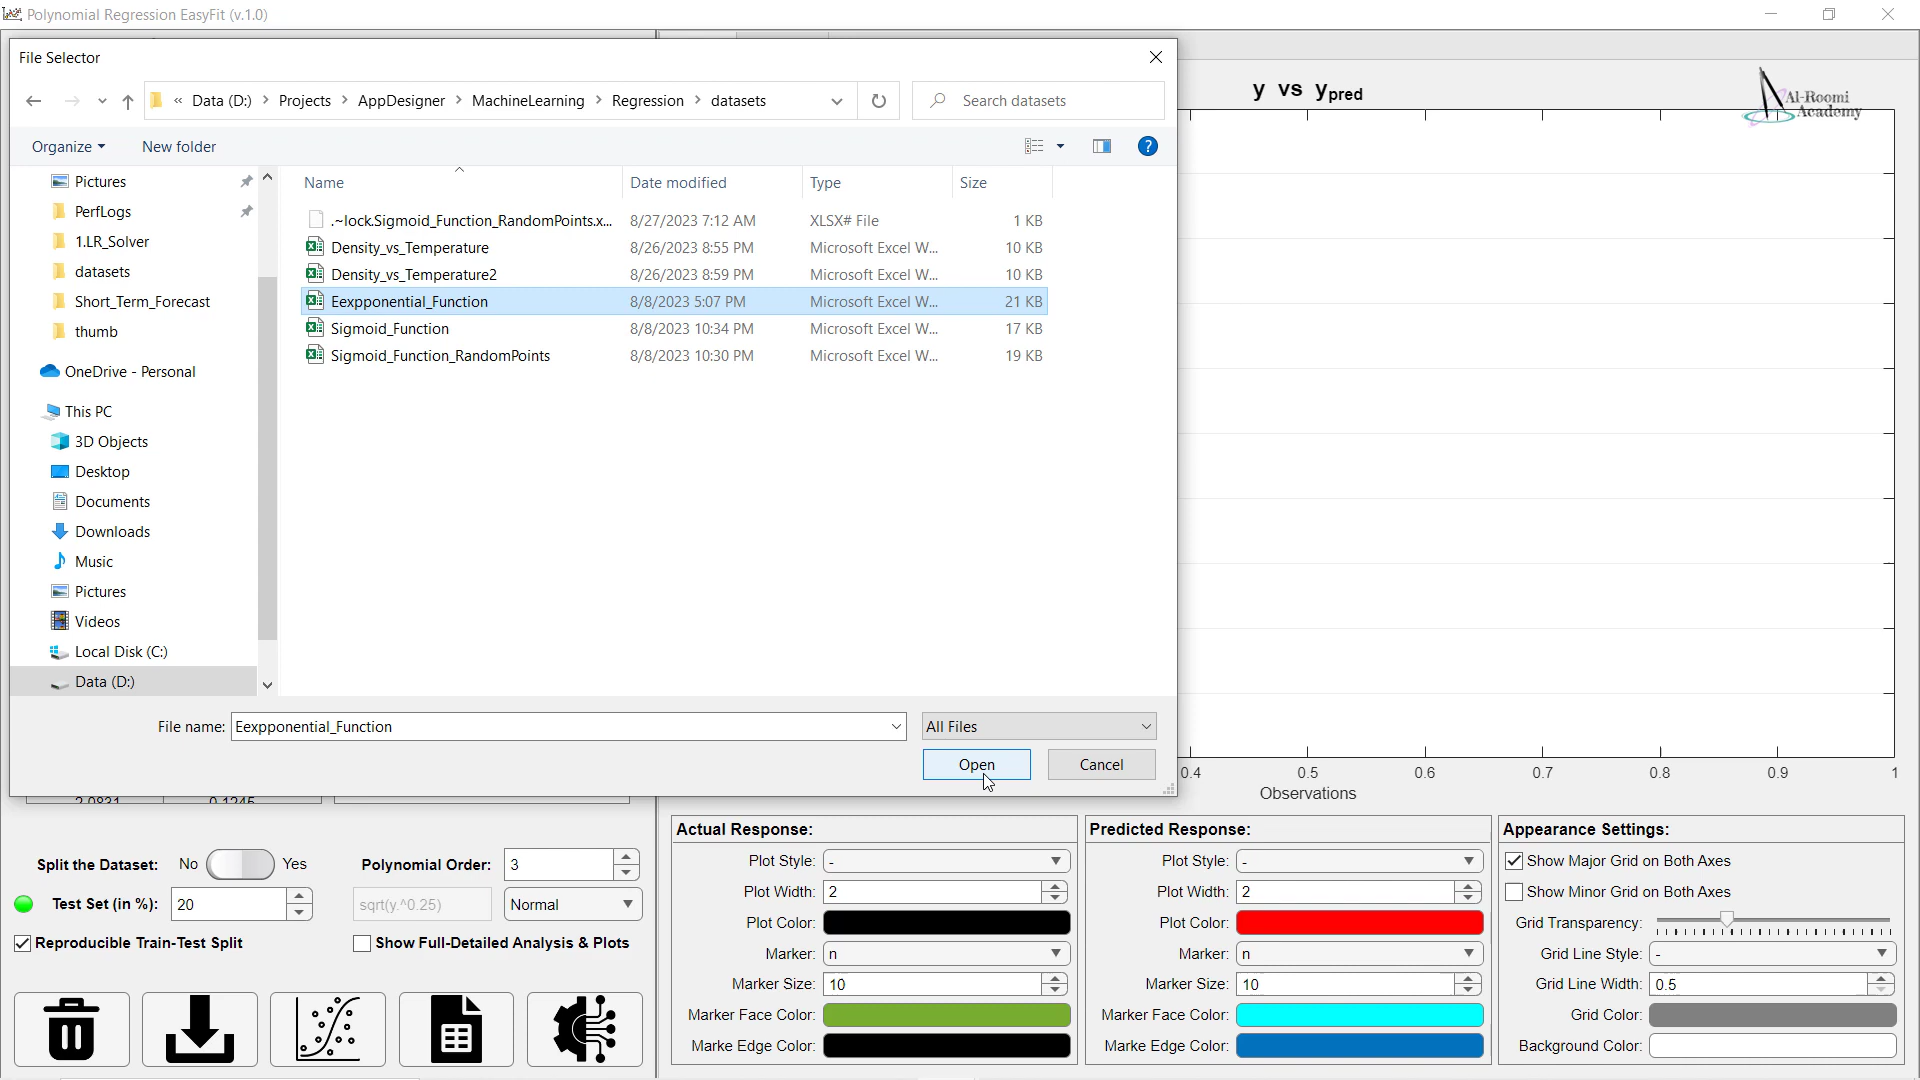 Polynomial Regression EasyFit (v.1.0)
File Selector
« Data (D:) > Projects > AppDesigner > MachineLearning > Regression > datasets
Search datasets
Organize
New folder
Pictures
PerfLogs
1.LR_Solver
datasets
Short_Term_Forecast
thumb
OneDrive - Personal
This PC
3D Objects
Desktop
Documents
Downloads
Music
Pictures
Videos
Local Disk (C:)
Data (D:)
Name Date modified Type Size
.~lock.Sigmoid_Function_RandomPoints.x... 8/27/2023 7:12 AM XLSX# File 1 KB
Density_vs_Temperature 8/26/2023 8:55 PM Microsoft Excel W... 10 KB
Density_vs_Temperature2 8/26/2023 8:59 PM Microsoft Excel W... 10 KB
Eexpponential_Function 8/8/2023 5:07 PM Microsoft Excel W... 21 KB
Sigmoid_Function 8/8/2023 10:34 PM Microsoft Excel W... 17 KB
Sigmoid_Function_RandomPoints 8/8/2023 10:30 PM Microsoft Excel W... 19 KB
File name: Eexpponential_Function
All Files
Open
Cancel
y vs ypred
Al-Roomi
Academy
0.4 0.5 0.6 0.7 0.8 0.9 1
Observations
2.0831 0.1245
Split the Dataset: No Yes
Polynomial Order: 3
Test Set (in %): 20
sqrt(y.^0.25) Normal
Reproducible Train-Test Split
Show Full-Detailed Analysis & Plots
Actual Response:
Plot Style: -
Plot Width: 2
Plot Color:
Marker: n
Marker Size: 10
Marker Face Color:
Marke Edge Color:
Predicted Response:
Plot Style: -
Plot Width: 2
Plot Color:
Marker: n
Marker Size: 10
Marker Face Color:
Marke Edge Color:
Appearance Settings:
Show Major Grid on Both Axes
Show Minor Grid on Both Axes
Grid Transparency:
Grid Line Style: -
Grid Line Width: 0.5
Grid Color:
Background Color: